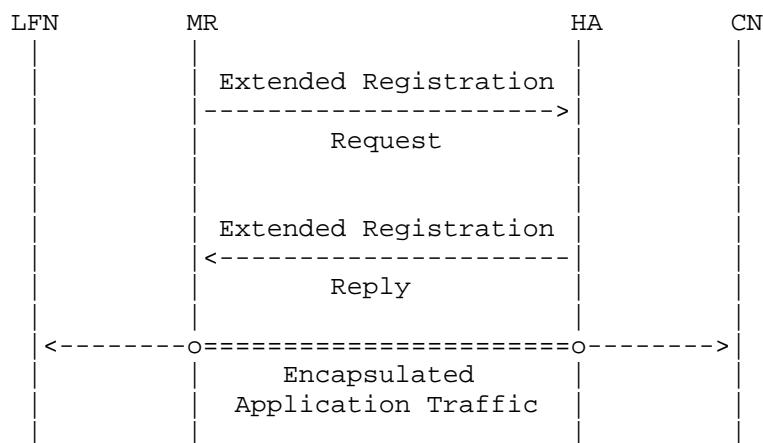 LFN MR HA CN
Extended Registration
Request
Extended Registration
Reply
Encapsulated
Application Traffic